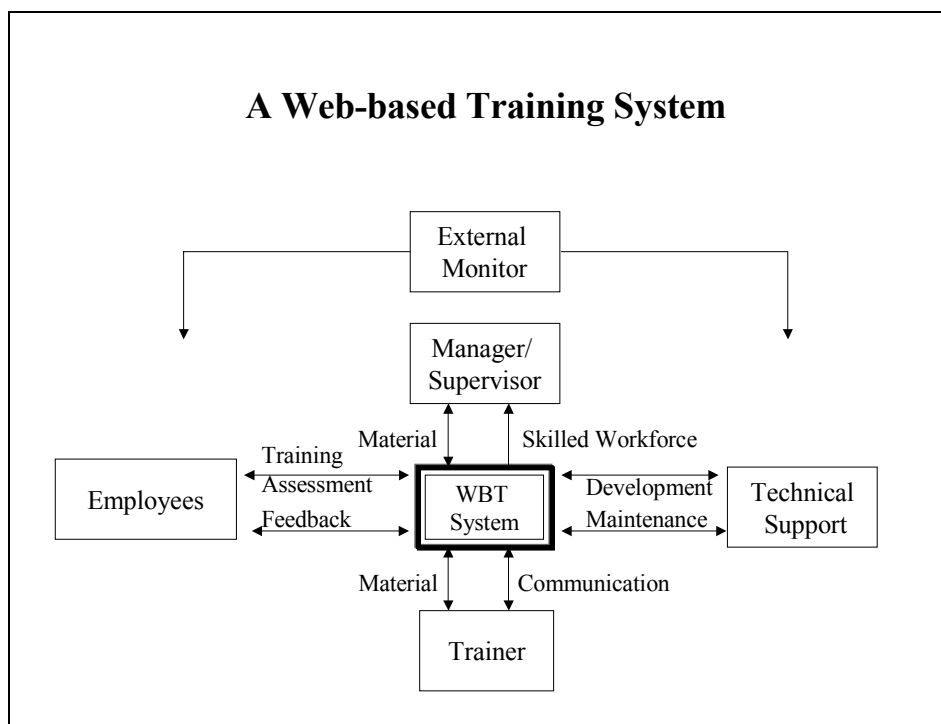 A Web-based Training System
External
Monitor
Manager/
Supervisor
Material
Skilled Workforce
Training
Assessment
Feedback
Employees
WBT
System
Development
Maintenance
Technical
Support
Material
Communication
Trainer